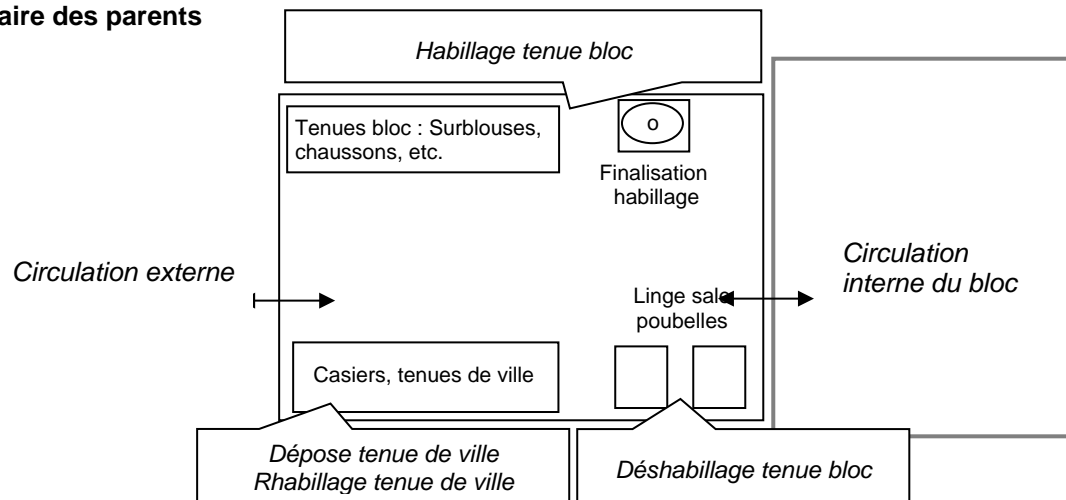 aire des parents
Habillage tenue bloc
Tenues bloc : Surblouses,
chaussons, etc.
o
Finalisation
habillage
Circulation externe
Circulation
interne du bloc
Linge sale
poubelles
Casiers, tenues de ville
Dépose tenue de ville
Rhabillage tenue de ville
Déshabillage tenue bloc